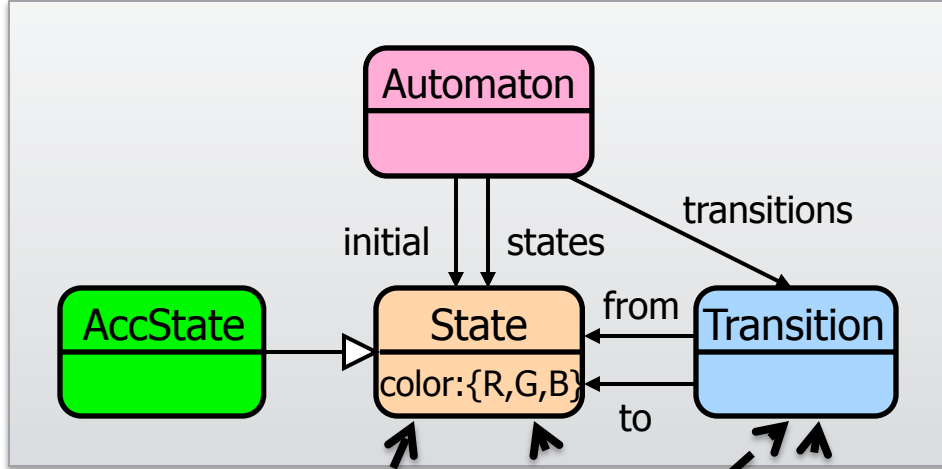 Automaton
transitions
initial
states
AccState
State
from
Transition
color:{R,G,B}
to